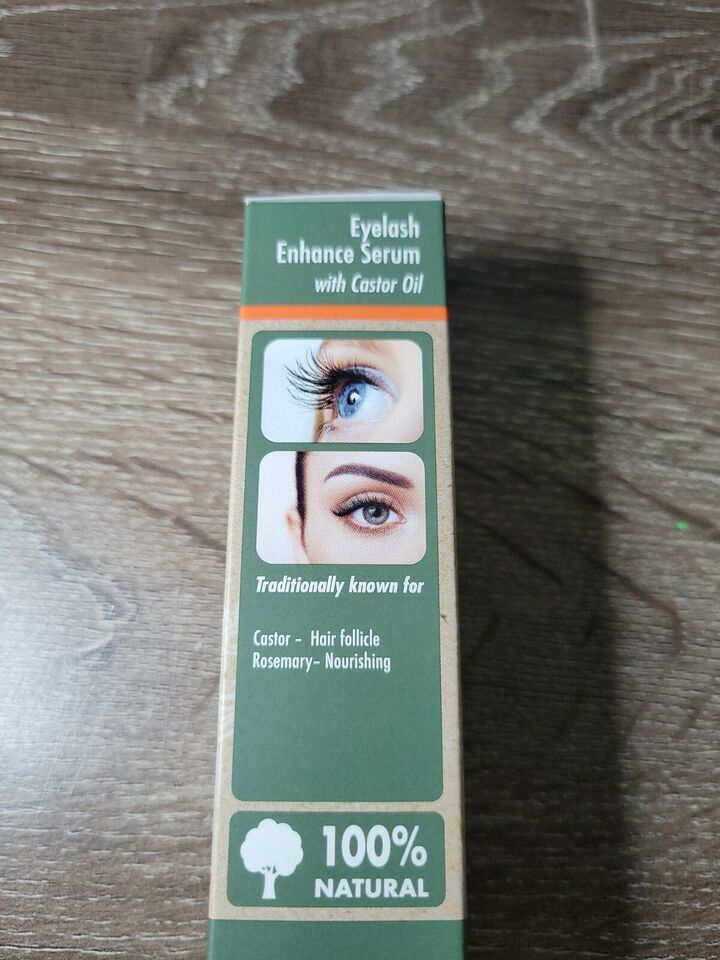 Eyelash
Enhance Serum
with Castor Oil
Traditionally known for
Castor - Hair follicle
Rosemary- Nourishing
100%
NATURAL